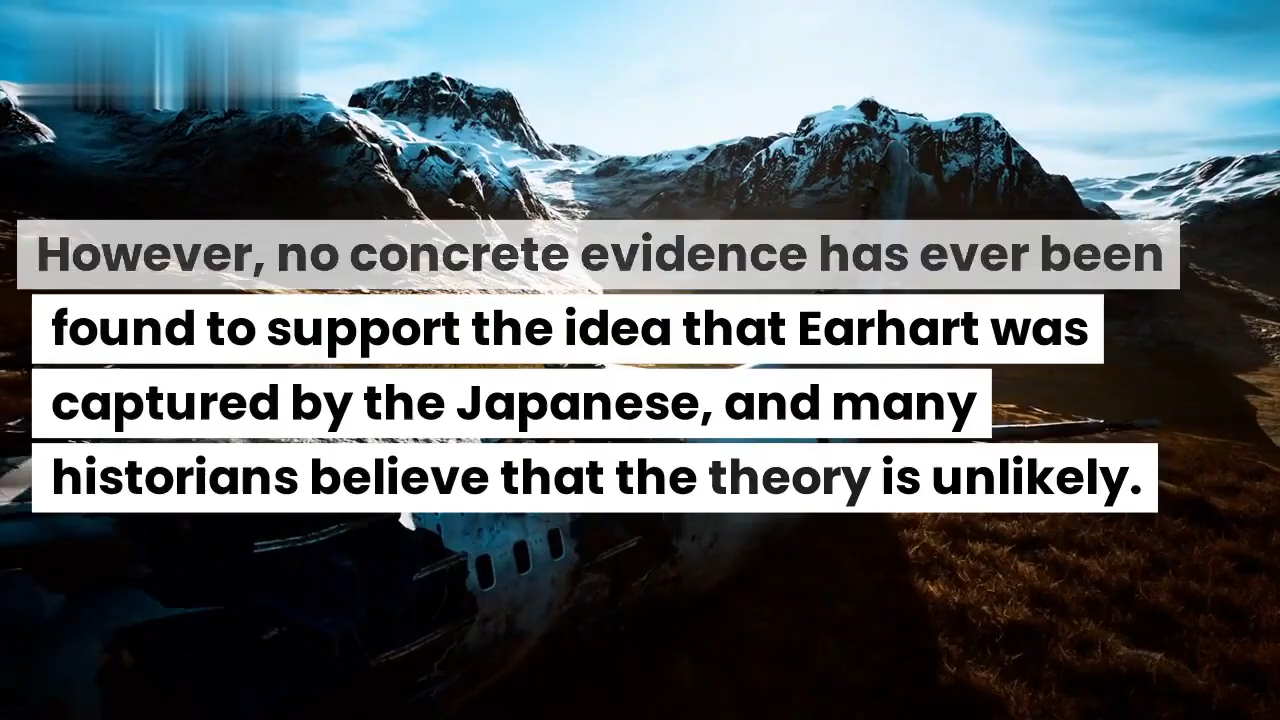 However, no concrete evidence has ever been
found to support the idea that Earhart was
captured by the Japanese, and many
historians believe that the theory is unlikely.